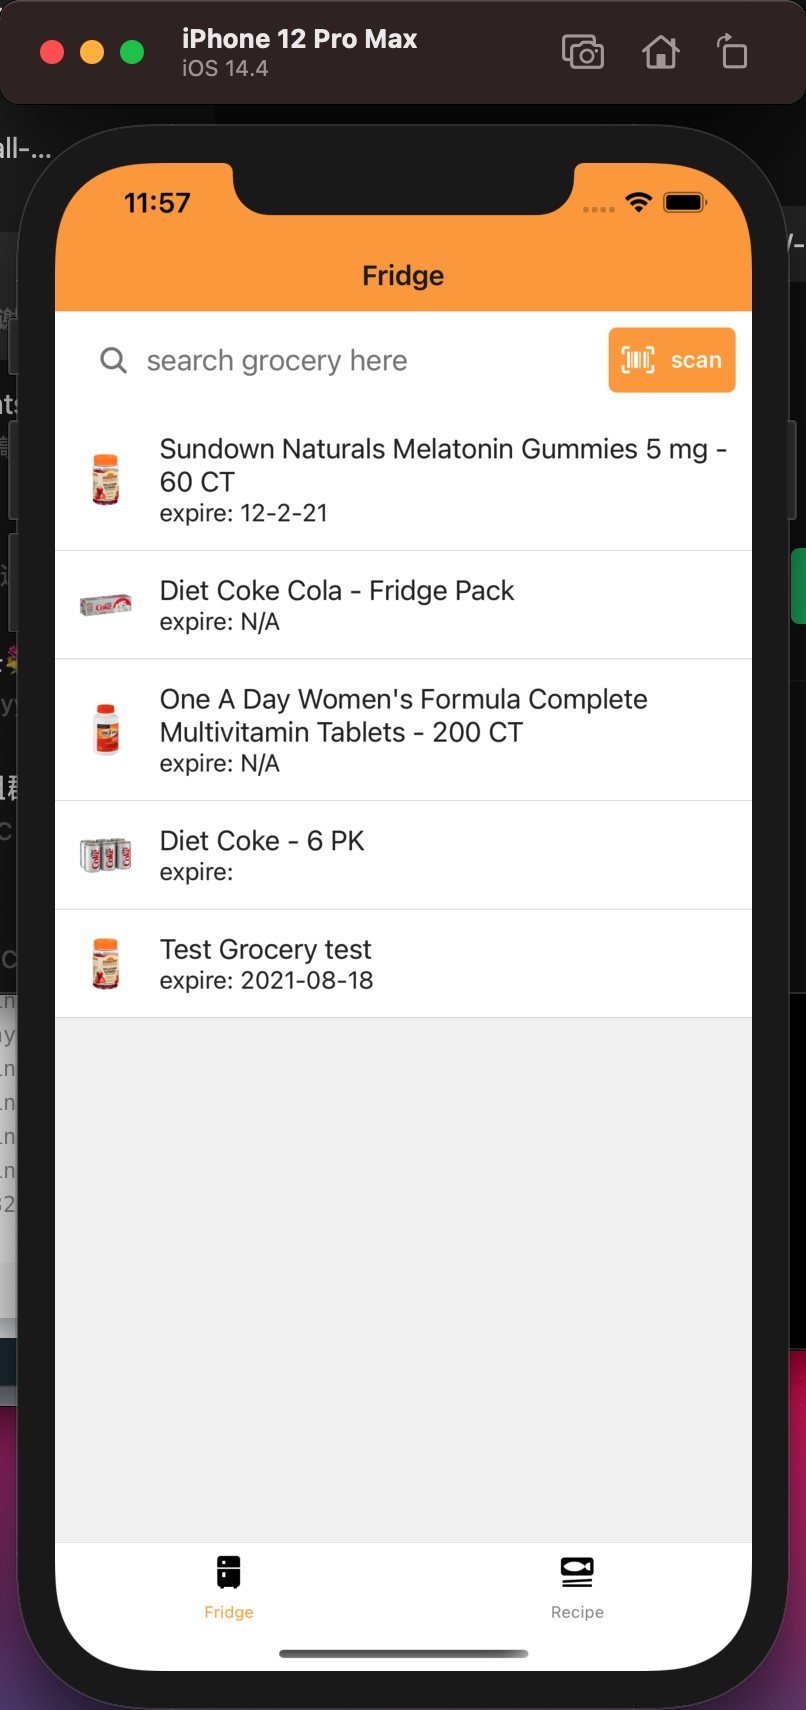 iPhone 12 Pro Max
iOS 14.4
all-...
11:57
Fridge
search grocery here
scan
Sundown Naturals Melatonin Gummies 5 mg -
60 CT
expire: 12-2-21
Diet Coke Cola - Fridge Pack
expire: N/A
One A Day Women's Formula Complete
Multivitamin Tablets - 200 CT
expire: N/A
Diet Coke - 6 PK
expire:
Test Grocery test
expire: 2021-08-18
Fridge
Recipe